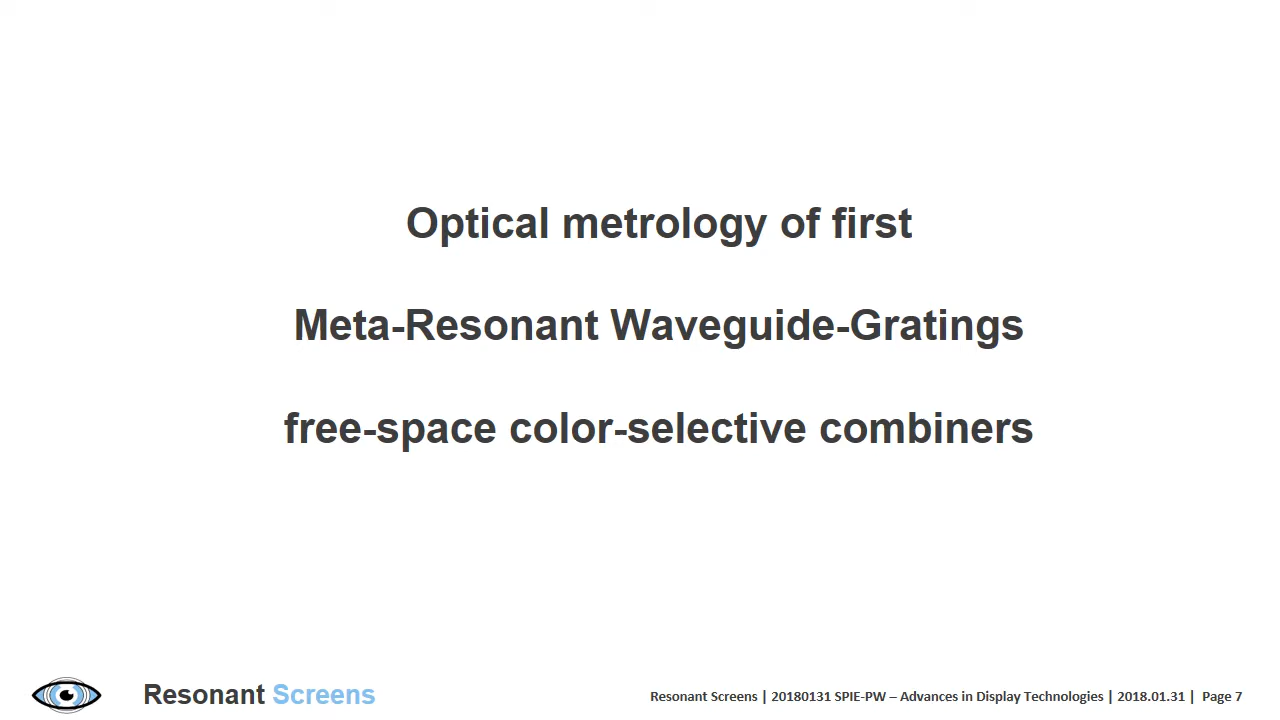 Optical metrology of first
Meta-Resonant Waveguide-Gratings
free-space color-selective combiners
Resonant Screens
Resonant Screens | 20180131 SPIE-PW – Advances in Display Technologies | 2018.01.31 | Page 7